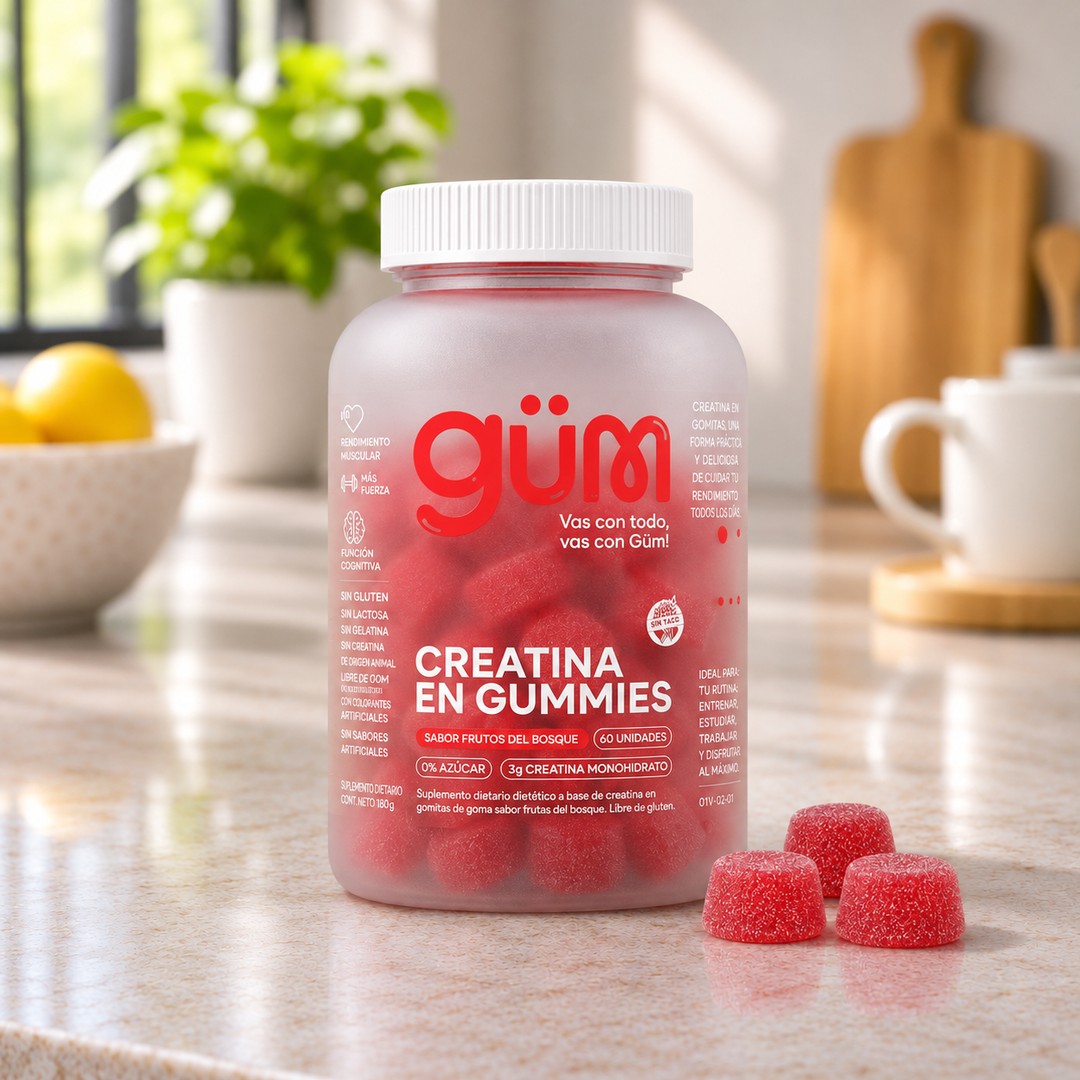 güm
Vas con todo,
vas con Güm!
RENDIMIENTO
MUSCULAR
MÁS
FUERZA
FUNCIÓN
COGNITIVA
SIN GLUTEN
SIN LACTOSA
SIN GELATINA
SIN CREATINA
DE ORIGEN ANIMAL
LIBRE DE
CON COLORANTES
ARTIFICIALES
SIN SABORES
ARTIFICIALES
SUPLEMENTO DIETARIO
CONT. NETO 180g
SIN TACC
CREATINA
EN GUMMIES
SABOR FRUTOS DEL BOSQUE
60 UNIDADES
0% AZÚCAR
3g CREATINA MONOHIDRATO
Suplemento dietario dietético a base de creatina en
gomitas de goma sabor frutas del bosque. Libre de gluten.
CREATINA EN
GOMITAS, UNA
FORMA PRÁCTICA
Y DELICIOSA
DE CUIDAR TU
RENDIMIENTO
TODOS LOS DÍAS.
IDEAL PARA:
TU RUTINA:
ENTRENAR,
ESTUDIAR,
TRABAJAR
Y DISFRUTAR
AL MÁXIMO.
01V-02-01